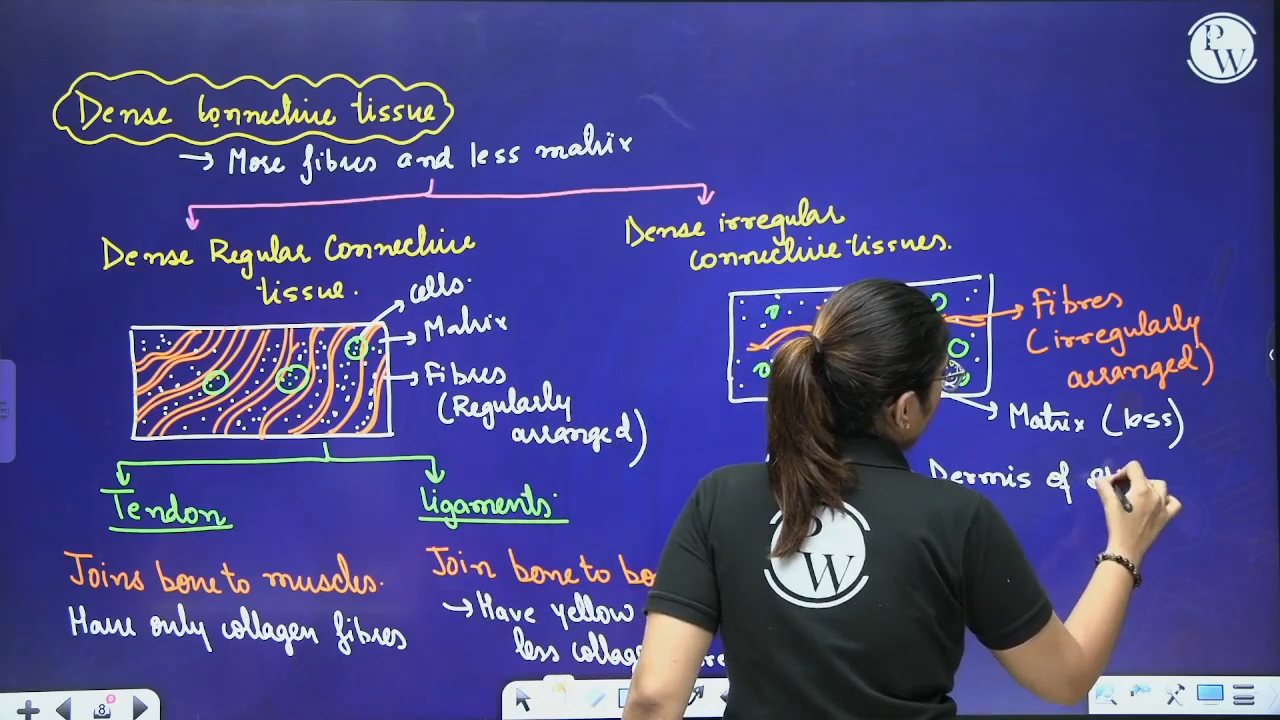 PW
Dense Connective tissue
→ More fibres and less matrix
Dense Regular Connective
tissue.
Dense irregular
connective tissues.
cells.
Matrix
Fibres
(Regularly
arranged)
Fibres
(irregularly
arranged)
Matrix (less)
Dermis of
Tendon
ligaments.
Joins bone to muscles.
Have only collagen fibres
Join bone to
→ Have yellow
less
PW
8